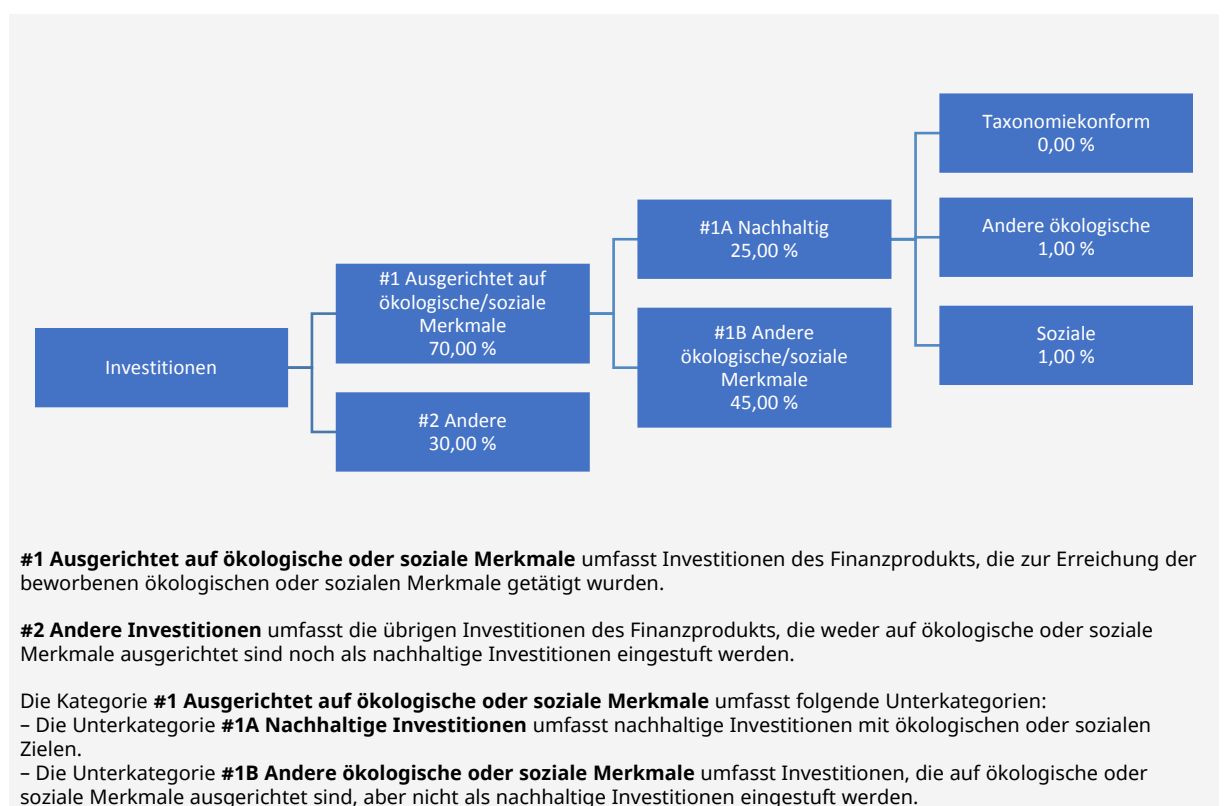 Investitionen
#1 Ausgerichtet auf
ökologische/soziale
Merkmale
70,00 %
#2 Andere
30,00 %
#1A Nachhaltig
25,00 %
#1B Andere
ökologische/soziale
Merkmale
45,00 %
Taxonomiekonform
0,00 %
Andere ökologische
1,00 %
Soziale
1,00 %
#1 Ausgerichtet auf ökologische oder soziale Merkmale umfasst Investitionen des Finanzprodukts, die zur Erreichung der
beworbenen ökologischen oder sozialen Merkmale getätigt wurden.
#2 Andere Investitionen umfasst die übrigen Investitionen des Finanzprodukts, die weder auf ökologische oder soziale
Merkmale ausgerichtet sind noch als nachhaltige Investitionen eingestuft werden.
Die Kategorie #1 Ausgerichtet auf ökologische oder soziale Merkmale umfasst folgende Unterkategorien:
– Die Unterkategorie #1A Nachhaltige Investitionen umfasst nachhaltige Investitionen mit ökologischen oder sozialen
Zielen.
– Die Unterkategorie #1B Andere ökologische oder soziale Merkmale umfasst Investitionen, die auf ökologische oder
soziale Merkmale ausgerichtet sind, aber nicht als nachhaltige Investitionen eingestuft werden.